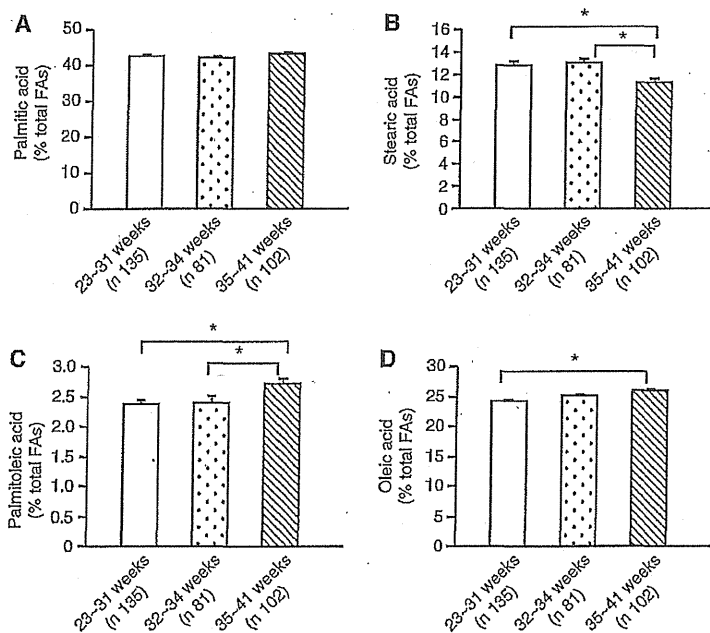 A
Palmitic acid
(% total FAs)
50
40
30
20
10
0
23~31 weeks
(n 135)
32~34 weeks
(n 81)
35~41 weeks
(n 102)
B
Stearic acid
(% total FAs)
16
14
12
10
8
6
4
2
0
*
*
23~31 weeks
(n 135)
32~34 weeks
(n 81)
35~41 weeks
(n 102)
C
Palmitoleic acid
(% total FAs)
3.0
2.5
2.0
1.5
1.0
0.5
0
*
*
23~31 weeks
(n 135)
32~34 weeks
(n 81)
35~41 weeks
(n 102)
D
Oleic acid
(% total FAs)
30
25
20
15
10
5
0
*
23~31 weeks
(n 135)
32~34 weeks
(n 81)
35~41 weeks
(n 102)